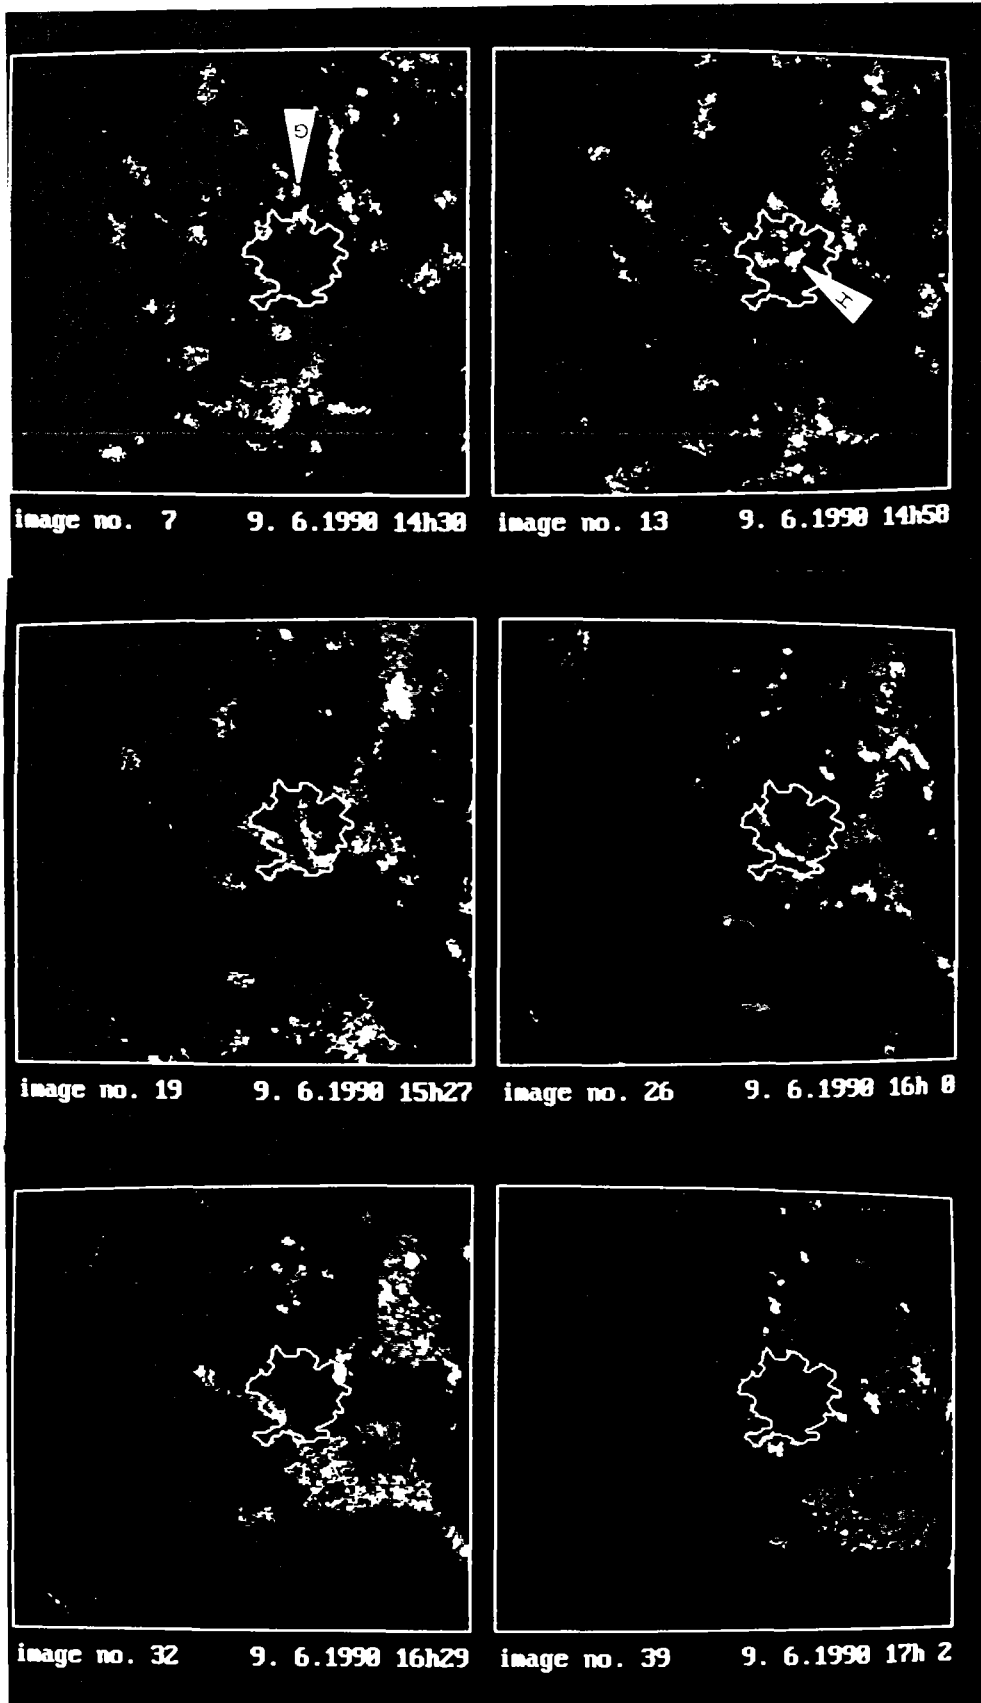 G
H
image no. 7 9. 6.1990 14h30
image no. 13 9. 6.1990 14h58
image no. 19 9. 6.1990 15h27
image no. 26 9. 6.1990 16h 0
image no. 32 9. 6.1990 16h29
image no. 39 9. 6.1990 17h 2